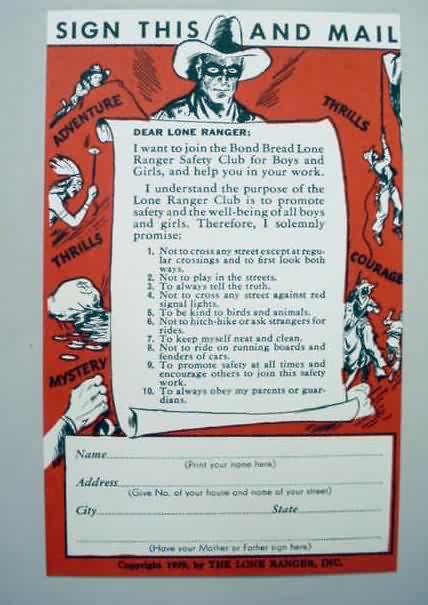 SIGN THIS AND MAIL
ADVENTURE
THRILLS
THRILLS
COURAGE
MYSTERY
DEAR LONE RANGER:
I want to join the Bond Bread Lone
Ranger Safety Club for Boys and
Girls, and help you in your work.
I understand the purpose of the
Lone Ranger Club is to promote
safety and the well-being of all boys
and girls. Therefore, I solemnly
promise:
1. Not to cross any street except at regu-
lar crossings and to first look both
ways.
2. Not to play in the streets.
3. To always tell the truth.
4. Not to cross any street against red
signal lights.
5. To be kind to birds and animals.
6. Not to hitch-hike or ask strangers for
rides.
7. To keep myself neat and clean.
8. Not to ride on running boards and
fenders of cars.
9. To promote safety at all times and
encourage others to join this safety
work.
10. To always obey my parents or guar-
dians.
Name
(Print your name here)
Address
(Give No. of your house and name of your street)
City State
(Have your Mother or Father sign here)
Copyright 1939, by THE LONE RANGER, INC.